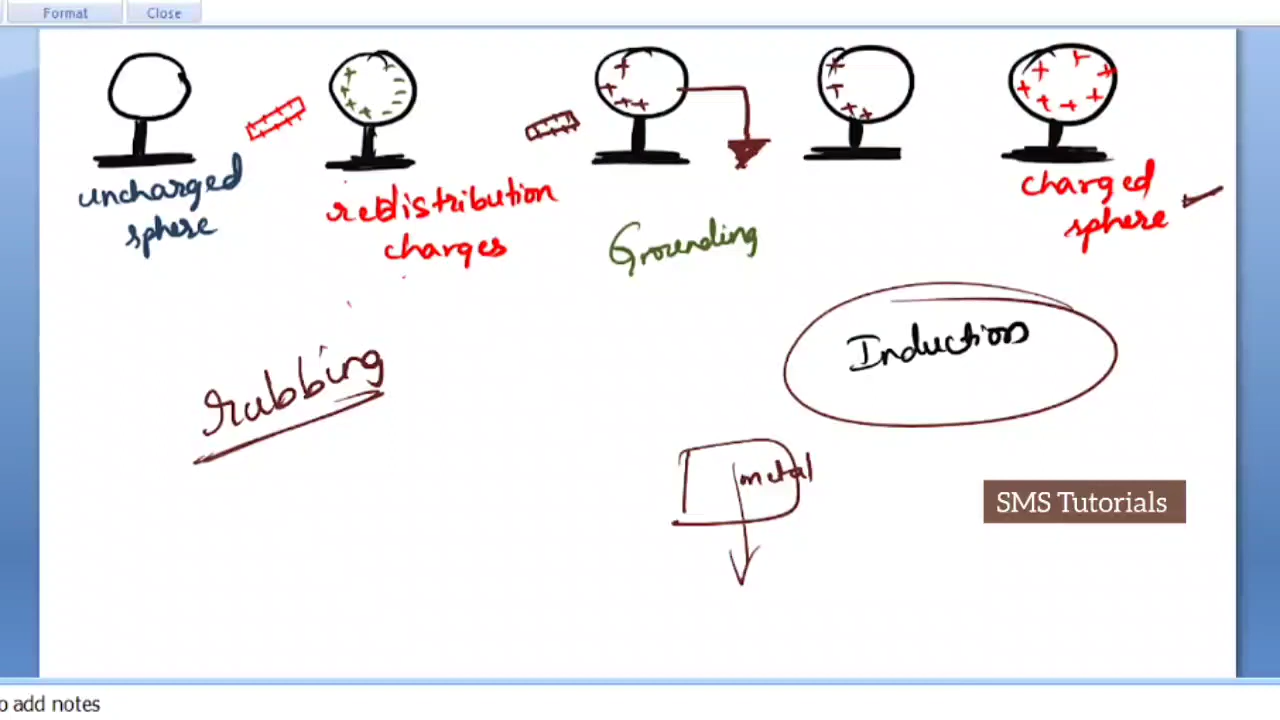 Format Close
uncharged
sphere
redistribution
charges
Grounding
charged
sphere
Induction
rubbing
metal
SMS Tutorials
o add notes